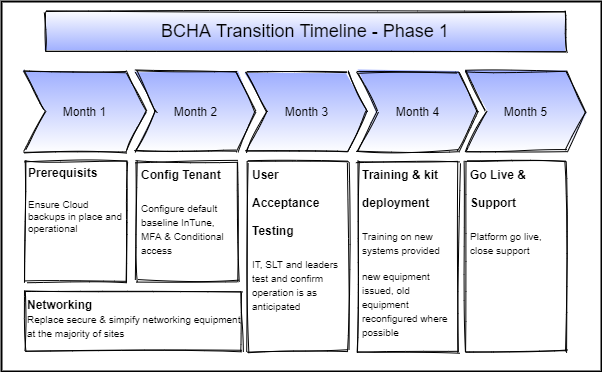 BCHA Transition Timeline - Phase 1
Month 1
Month 2
Month 3
Month 4
Month 5
Prerequisits
Ensure Cloud
backups in place and
operational
Config Tenant
Configure default
baseline InTune,
MFA & Conditional
access
Networking
Replace secure & simpify networking equipment
at the majority of sites
User
Acceptance
Testing
IT, SLT and leaders
test and confirm
operation is as
anticipated
Training & kit
deployment
Training on new
systems provided
new equipment
issued, old
equipment
reconfigured where
possible
Go Live &
Support
Platform go live,
close support